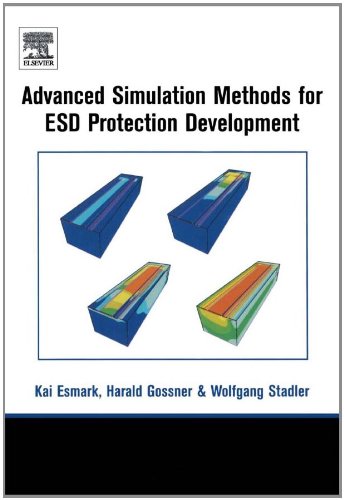 ELSEVIER
Advanced Simulation Methods for
ESD Protection Development
Kai Esmark, Harald Gossner & Wolfgang Stadler